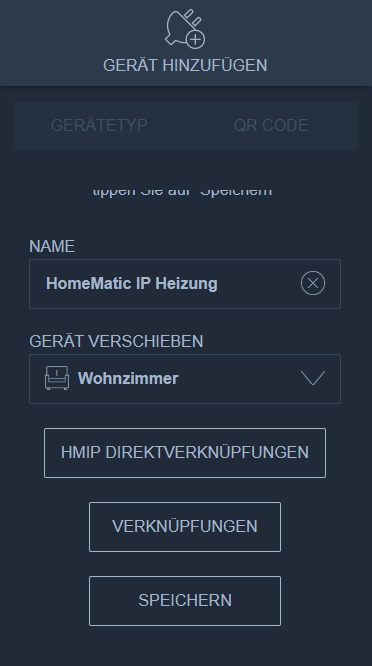 GERÄT HINZUFÜGEN
GERÄTETYP QR CODE
tippen Sie auf "Speichern"
NAME
HomeMatic IP Heizung
GERÄT VERSCHIEBEN
Wohnzimmer
HMIP DIREKTVERKNÜPFUNGEN
VERKNÜPFUNGEN
SPEICHERN